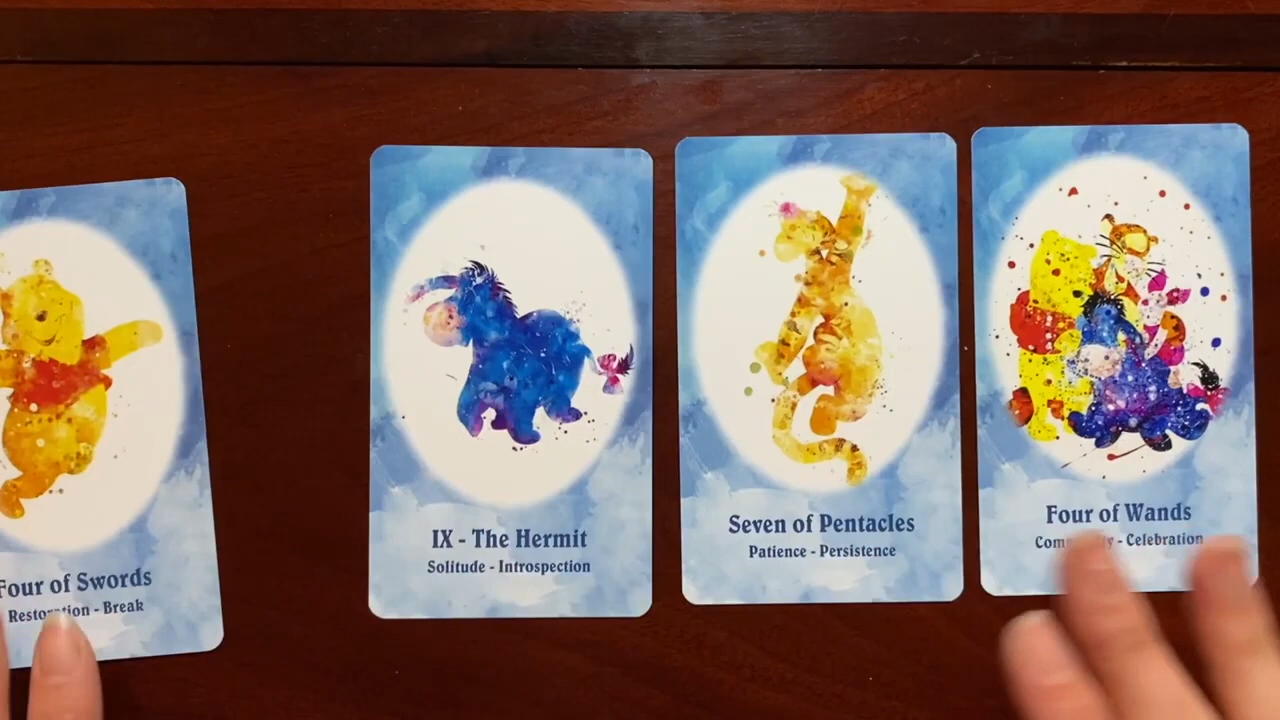 Four of Swords
Restoration - Break
IX - The Hermit
Solitude - Introspection
Seven of Pentacles
Patience - Persistence
Four of Wands
Community - Celebration